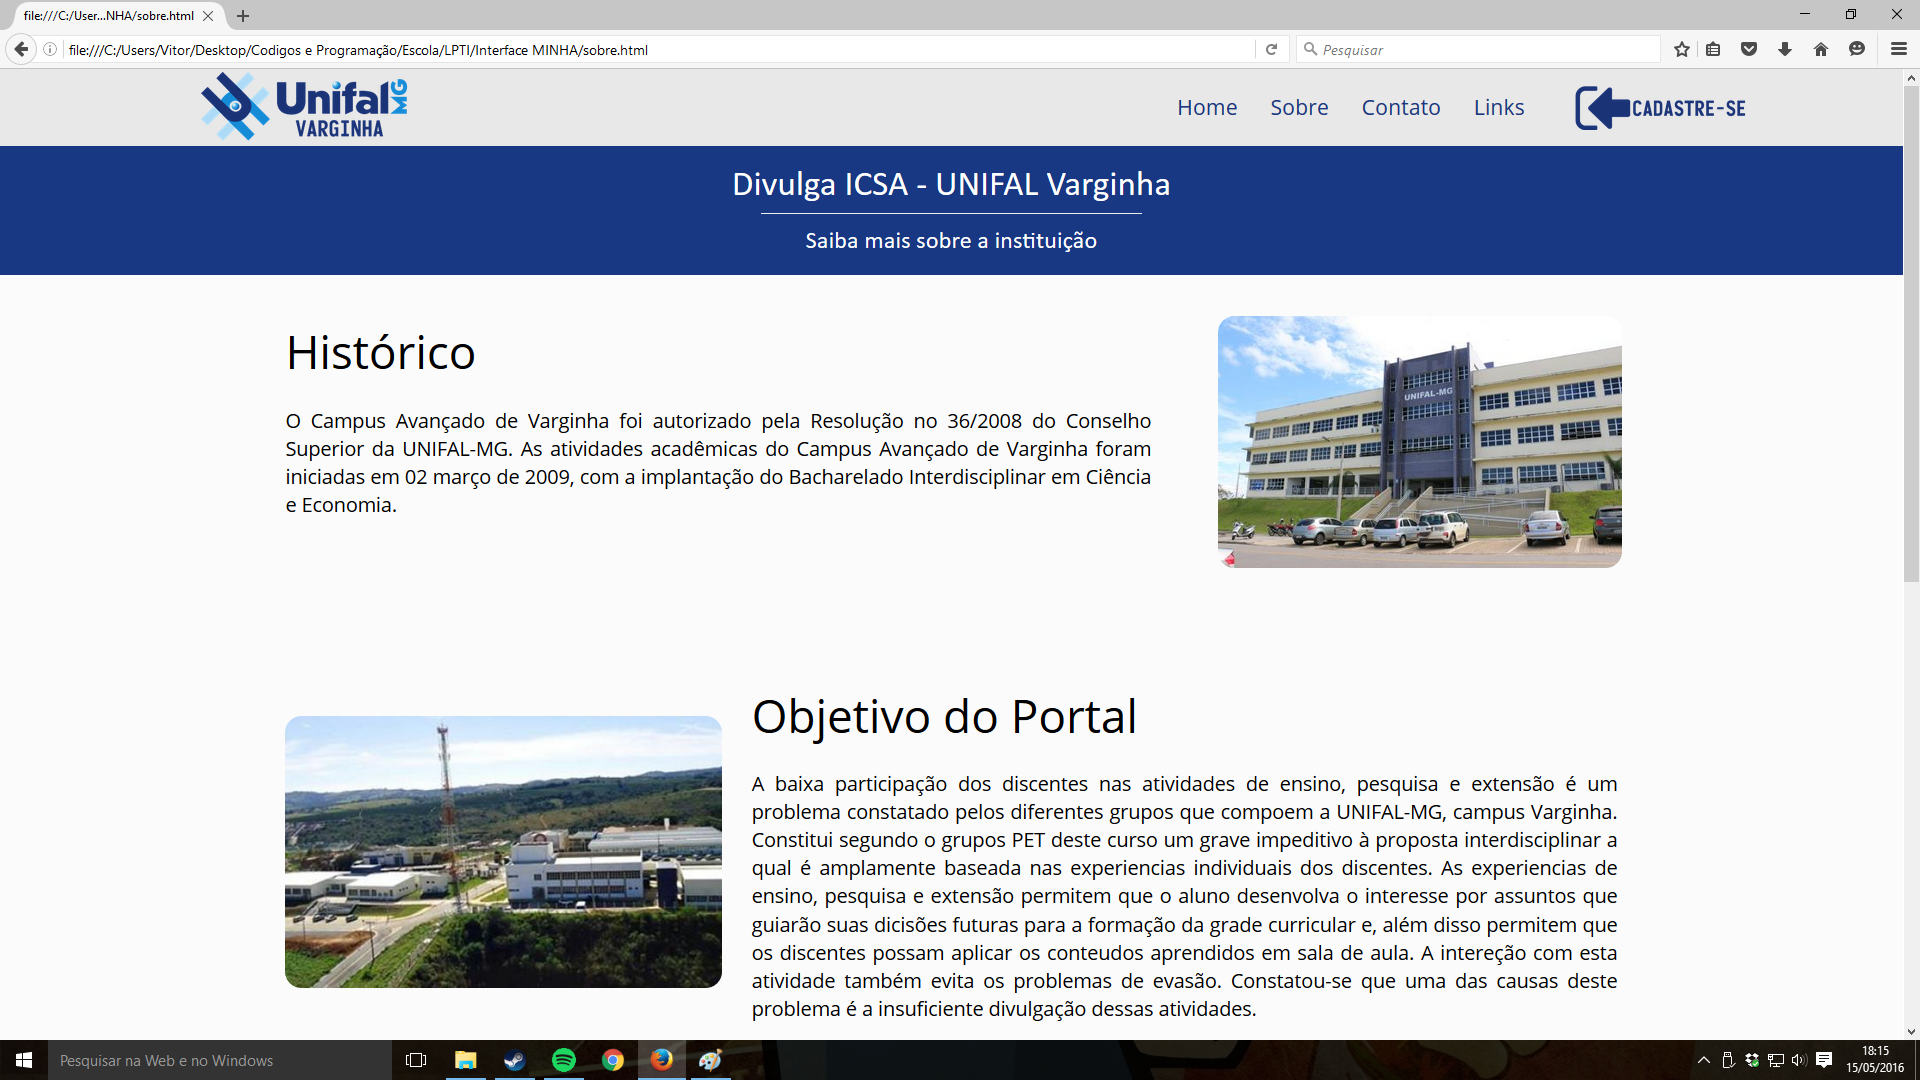 file:///C:/User...NHA/sobre.html
file:///C:/Users/Vitor/Desktop/Codigos e Programação/Escola/LPTI/Interface MINHA/sobre.html
Pesquisar
Unifal MG
VARGINHA
Home Sobre Contato Links CADASTRE-SE
Divulga ICSA - UNIFAL Varginha
Saiba mais sobre a instituição
Histórico
O Campus Avançado de Varginha foi autorizado pela Resolução no 36/2008 do Conselho
Superior da UNIFAL-MG. As atividades acadêmicas do Campus Avançado de Varginha foram
iniciadas em 02 março de 2009, com a implantação do Bacharelado Interdisciplinar em Ciência
e Economia.
UNIFAL-MG
Objetivo do Portal
A baixa participação dos discentes nas atividades de ensino, pesquisa e extensão é um
problema constatado pelos diferentes grupos que compoem a UNIFAL-MG, campus Varginha.
Constitui segundo o grupos PET deste curso um grave impeditivo à proposta interdisciplinar a
qual é amplamente baseada nas experiencias individuais dos discentes. As experiencias de
ensino, pesquisa e extensão permitem que o aluno desenvolva o interesse por assuntos que
guiarão suas dicisões futuras para a formação da grade curricular e, além disso permitem que
os discentes possam aplicar os conteudos aprendidos em sala de aula. A intereção com esta
atividade também evita os problemas de evasão. Constatou-se que uma das causas deste
problema é a insuficiente divulgação dessas atividades.
Pesquisar na Web e no Windows
18:15
15/05/2016